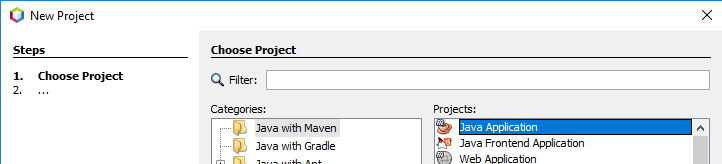 New Project
Steps
1. Choose Project
2. ...
Choose Project
Filter:
Categories:
Java with Maven
Java with Gradle
Java with Ant
Projects:
Java Application
Java Frontend Application
Web Application